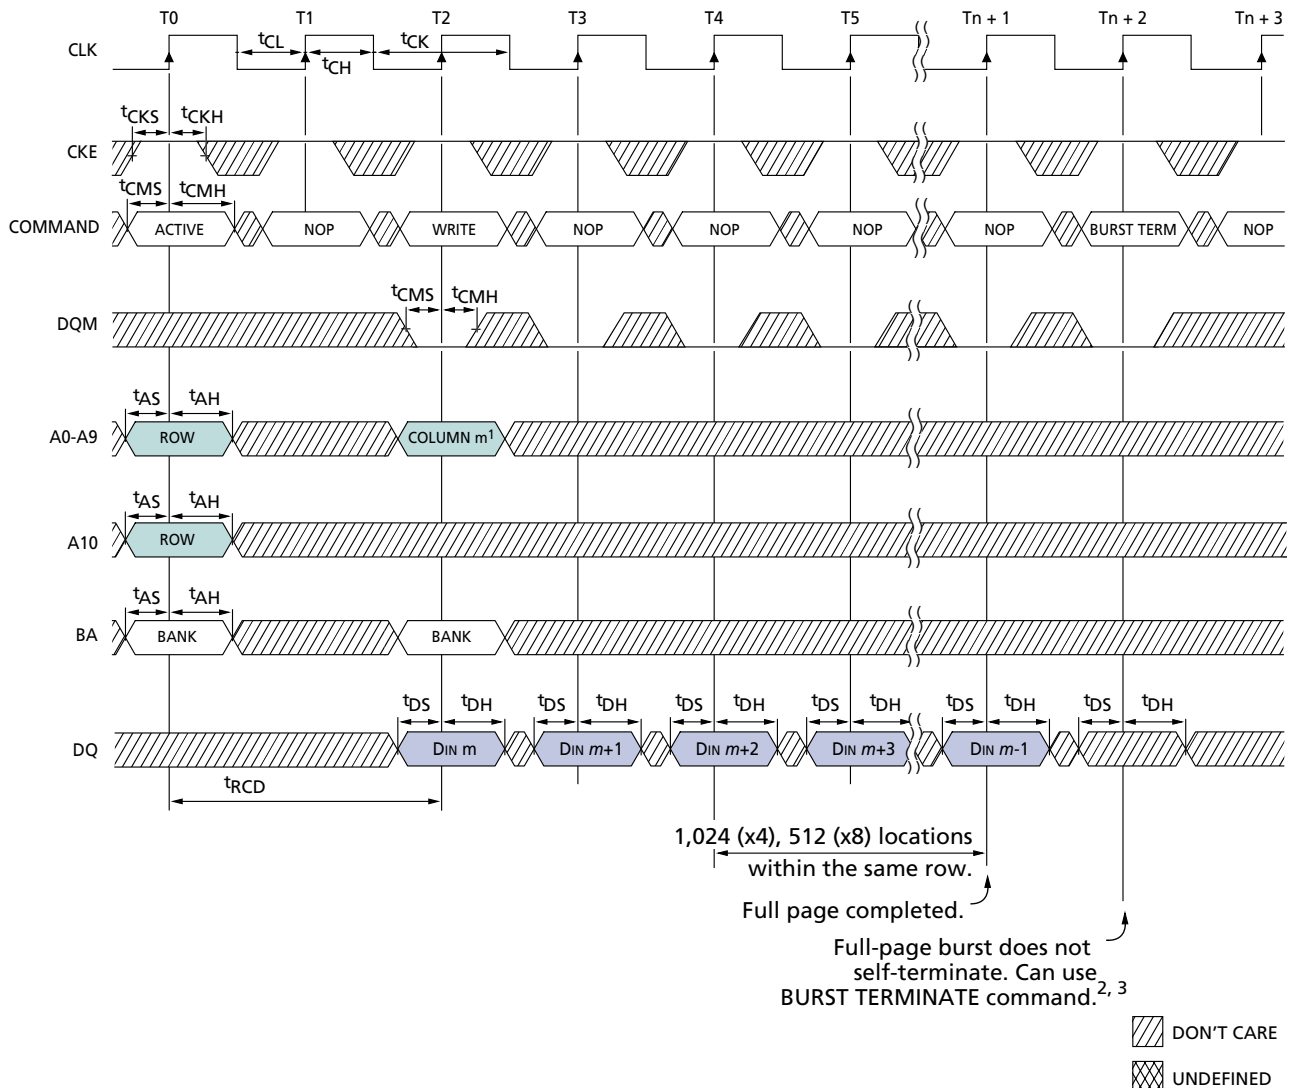 T0 T1 T2 T3 T4 T5 Tn + 1 Tn + 2 Tn + 3
CLK
tCL tCK
tCH
tCKS tCKH
CKE
tCMS tCMH
COMMAND ACTIVE NOP WRITE NOP NOP NOP NOP BURST TERM NOP
tCMS tCMH
DQM
tAS tAH
A0-A9 ROW COLUMN m1
tAS tAH
A10 ROW
tAS tAH
BA BANK BANK
tDS tDH tDS tDH tDS tDH tDS tDH tDS tDH tDS tDH
DQ DIN m DIN m+1 DIN m+2 DIN m+3 DIN m-1
tRCD
1,024 (x4), 512 (x8) locations
within the same row.
Full page completed.
Full-page burst does not
self-terminate. Can use
BURST TERMINATE command.2, 3
DON'T CARE
UNDEFINED